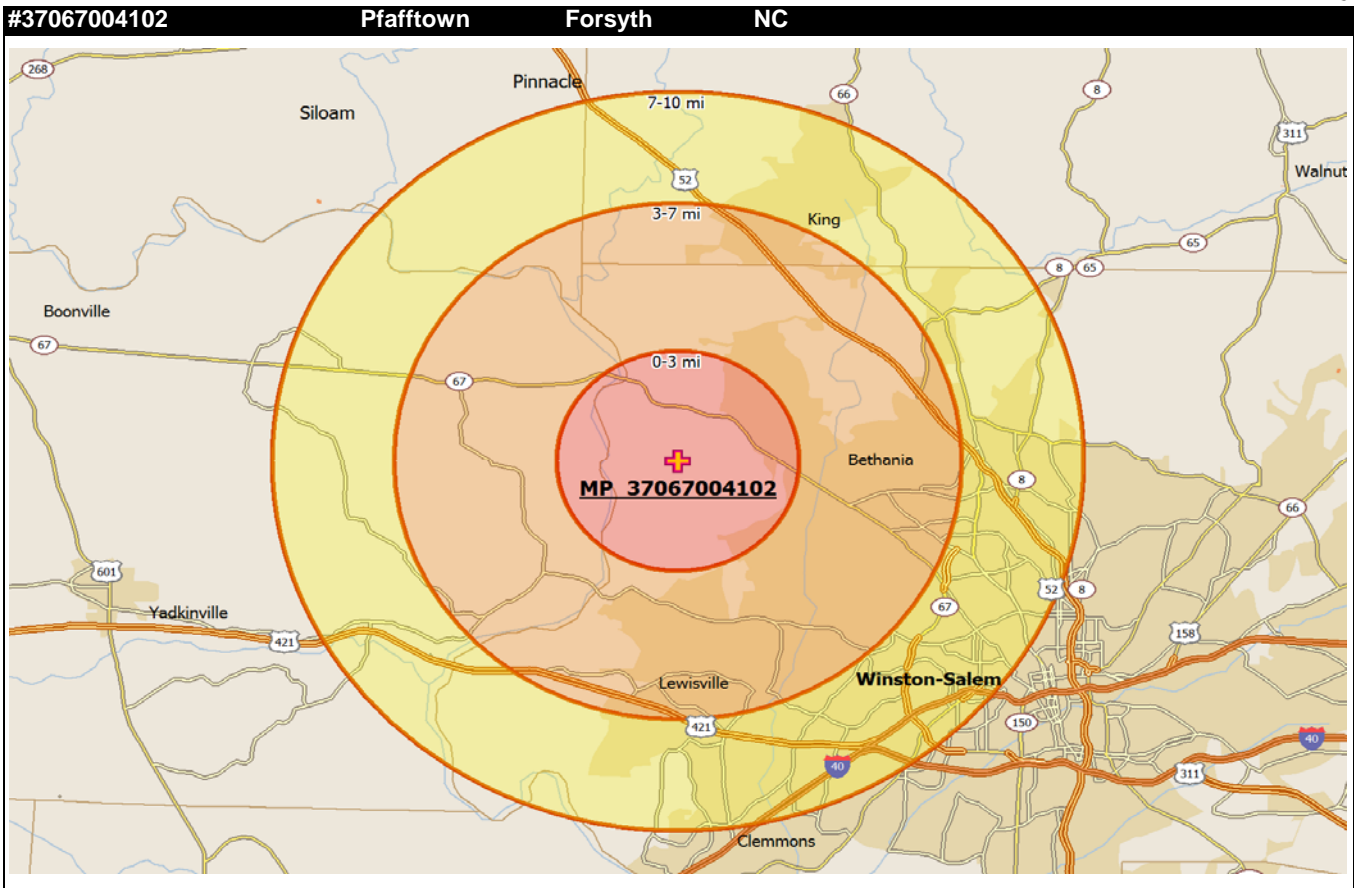 #37067004102 Pfafftown Forsyth NC
268
Pinnacle
66
8
7-10 mi
Siloam
311
Walnut
52
3-7 mi
King
65
8
65
Boonville
67
0-3 mi
67
Bethania
MP 37067004102
8
66
601
52
8
Yadkinville
67
421
158
Lewisville
Winston-Salem
421
150
40
40
311
Clemmons